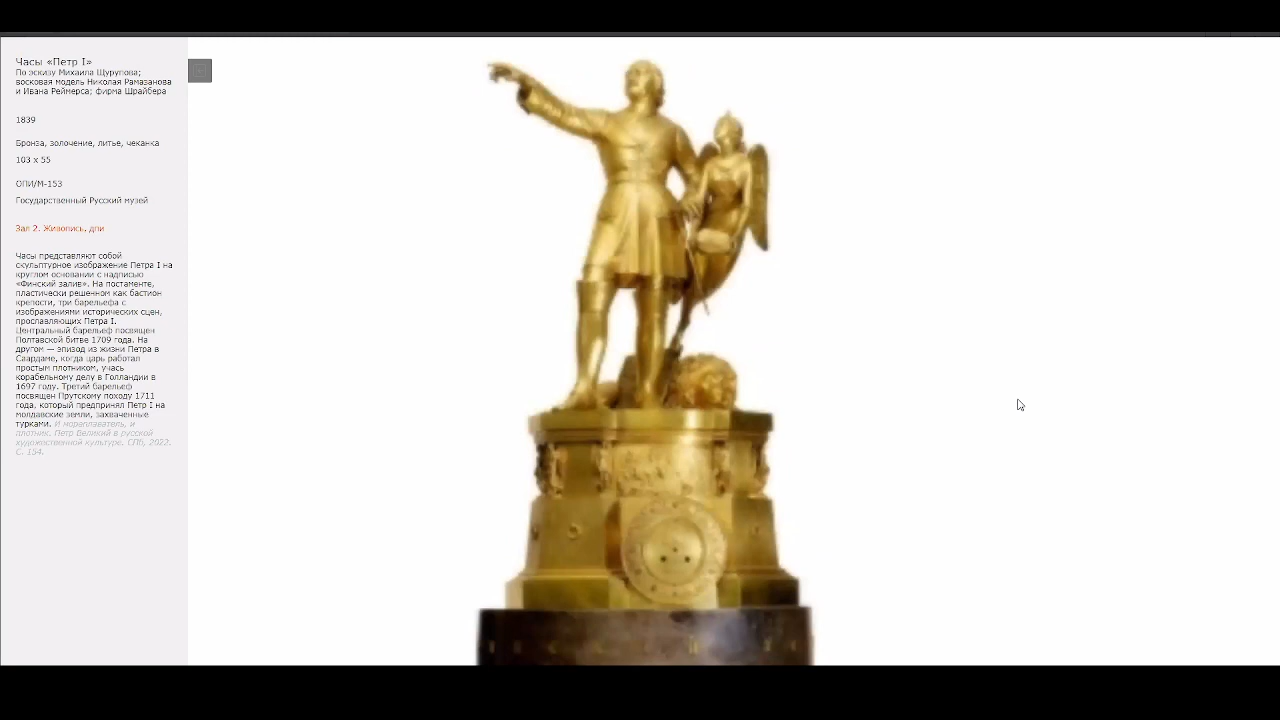 Часы «Петр I»
По эскизу Михаила Щурупова;
восковая модель Николая Рамазанова
и Ивана Реймерса; фирма Шрайбера
1839
Бронза, золочение, литье, чеканка
103 x 55
ОПИ/М-153
Государственный Русский музей
Зал 2. Живопись, дпи
Часы представляют собой
скульптурное изображение Петра I на
круглом основании с надписью
«Финский залив». На постаменте,
пластически решенном как бастион
крепости, три барельефа с
изображениями исторических сцен,
прославляющих Петра I.
Центральный барельеф посвящен
Полтавской битве 1709 года. На
другом — эпизод из жизни Петра в
Саардаме, когда царь работал
простым плотником, учась
корабельному делу в Голландии в
1697 году. Третий барельеф
посвящен Прутскому походу 1711
года, который предпринял Петр I на
молдавские земли, захваченные
турками. И мореплаватель, и
плотник. Петр Великий в русской
художественной культуре. СПб, 2022.
С. 154.